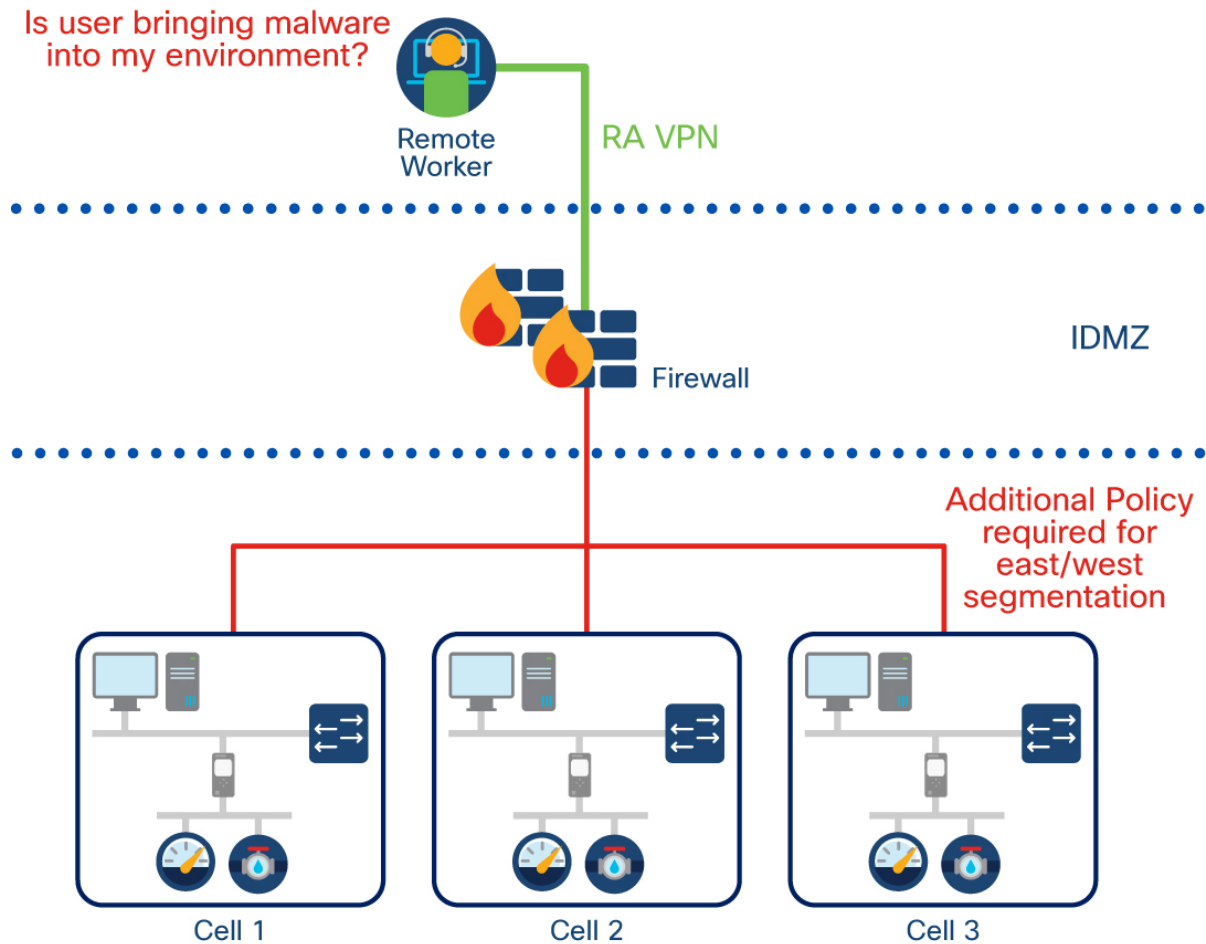 Is user bringing malware
into my environment?
Remote
Worker
RA VPN
IDMZ
Firewall
Additional Policy
required for
east/west
segmentation
Cell 1
Cell 2
Cell 3